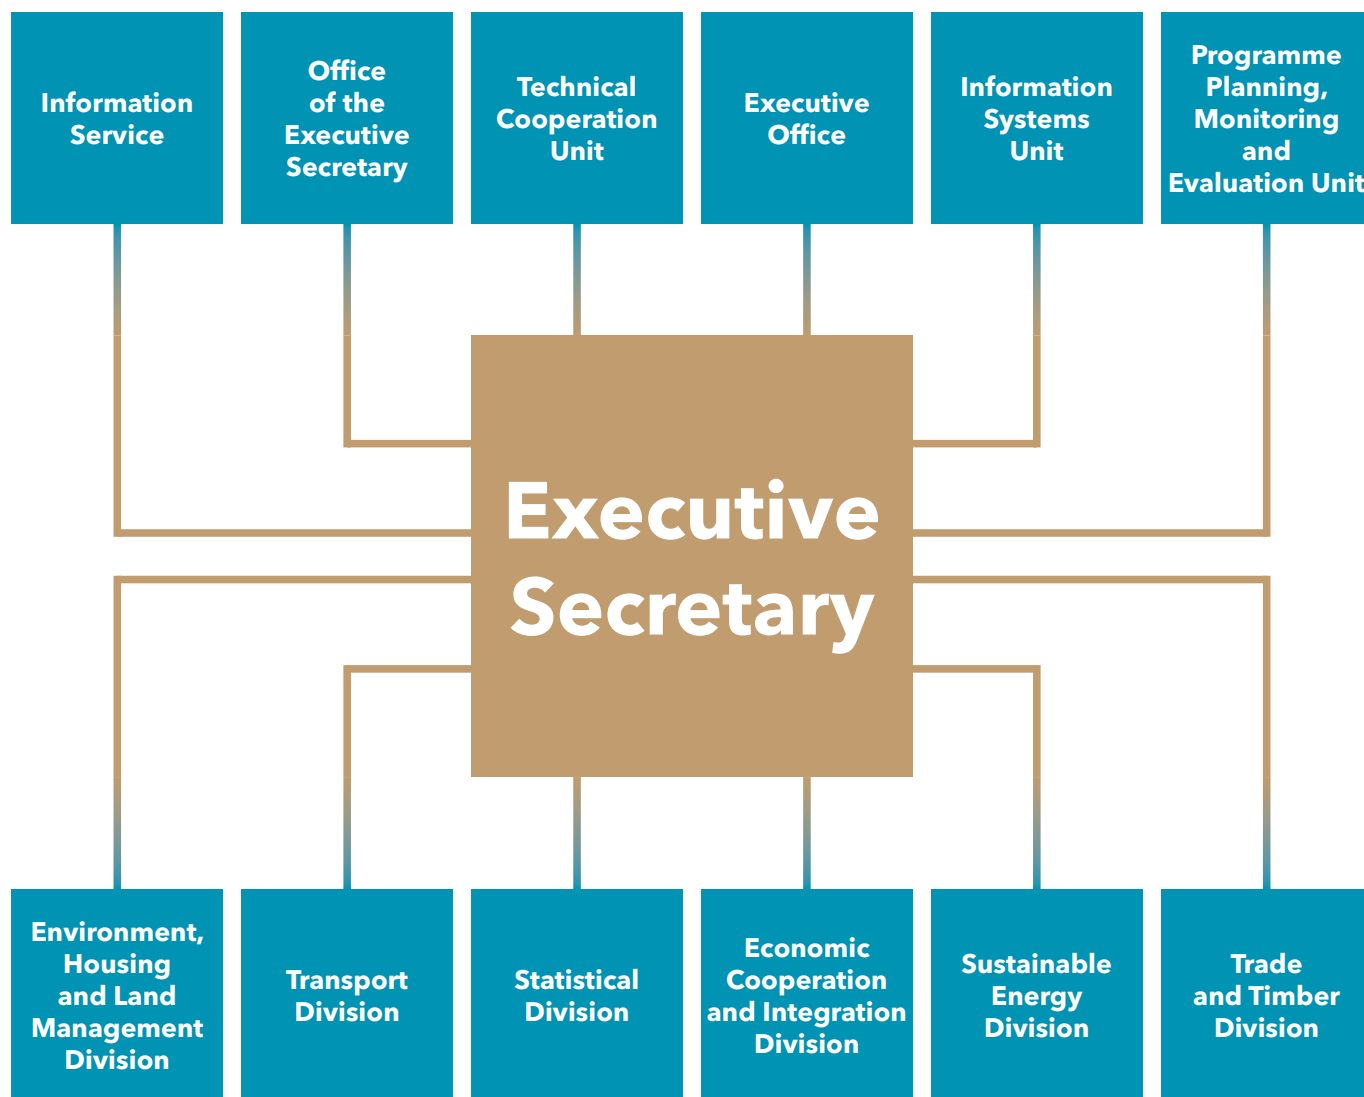 Information
Service
Office
of the
Executive
Secretary
Technical
Cooperation
Unit
Executive
Office
Information
Systems
Unit
Programme
Planning,
Monitoring
and
Evaluation Unit
Executive
Secretary
Environment,
Housing
and Land
Management
Division
Transport
Division
Statistical
Division
Economic
Cooperation
and Integration
Division
Sustainable
Energy
Division
Trade
and Timber
Division